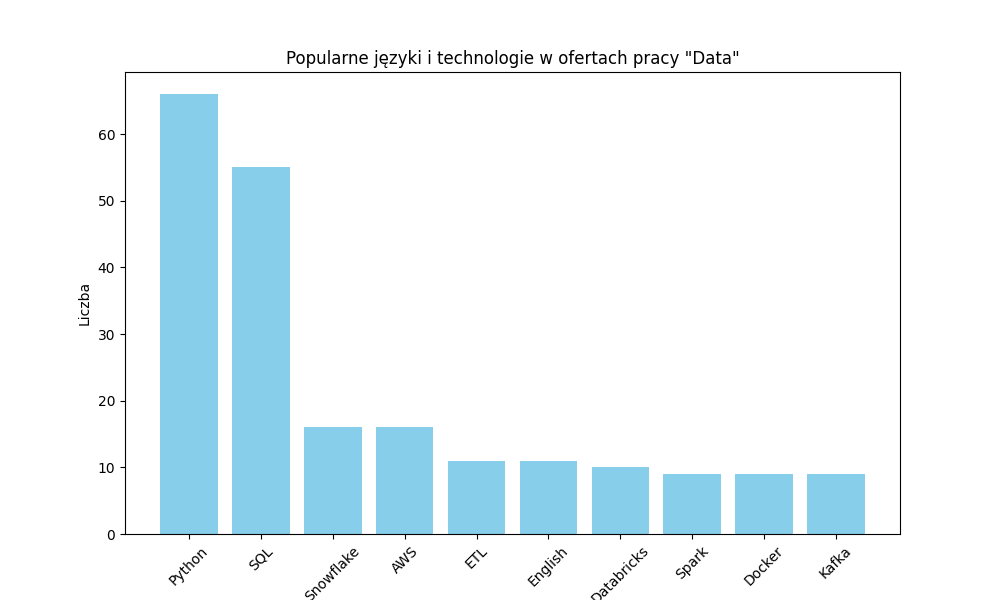 Popularne języki i technologie w ofertach pracy "Data"
Liczba
60
50
40
30
20
10
0
Python
SQL
Snowflake
AWS
ETL
English
Databricks
Spark
Docker
Kafka